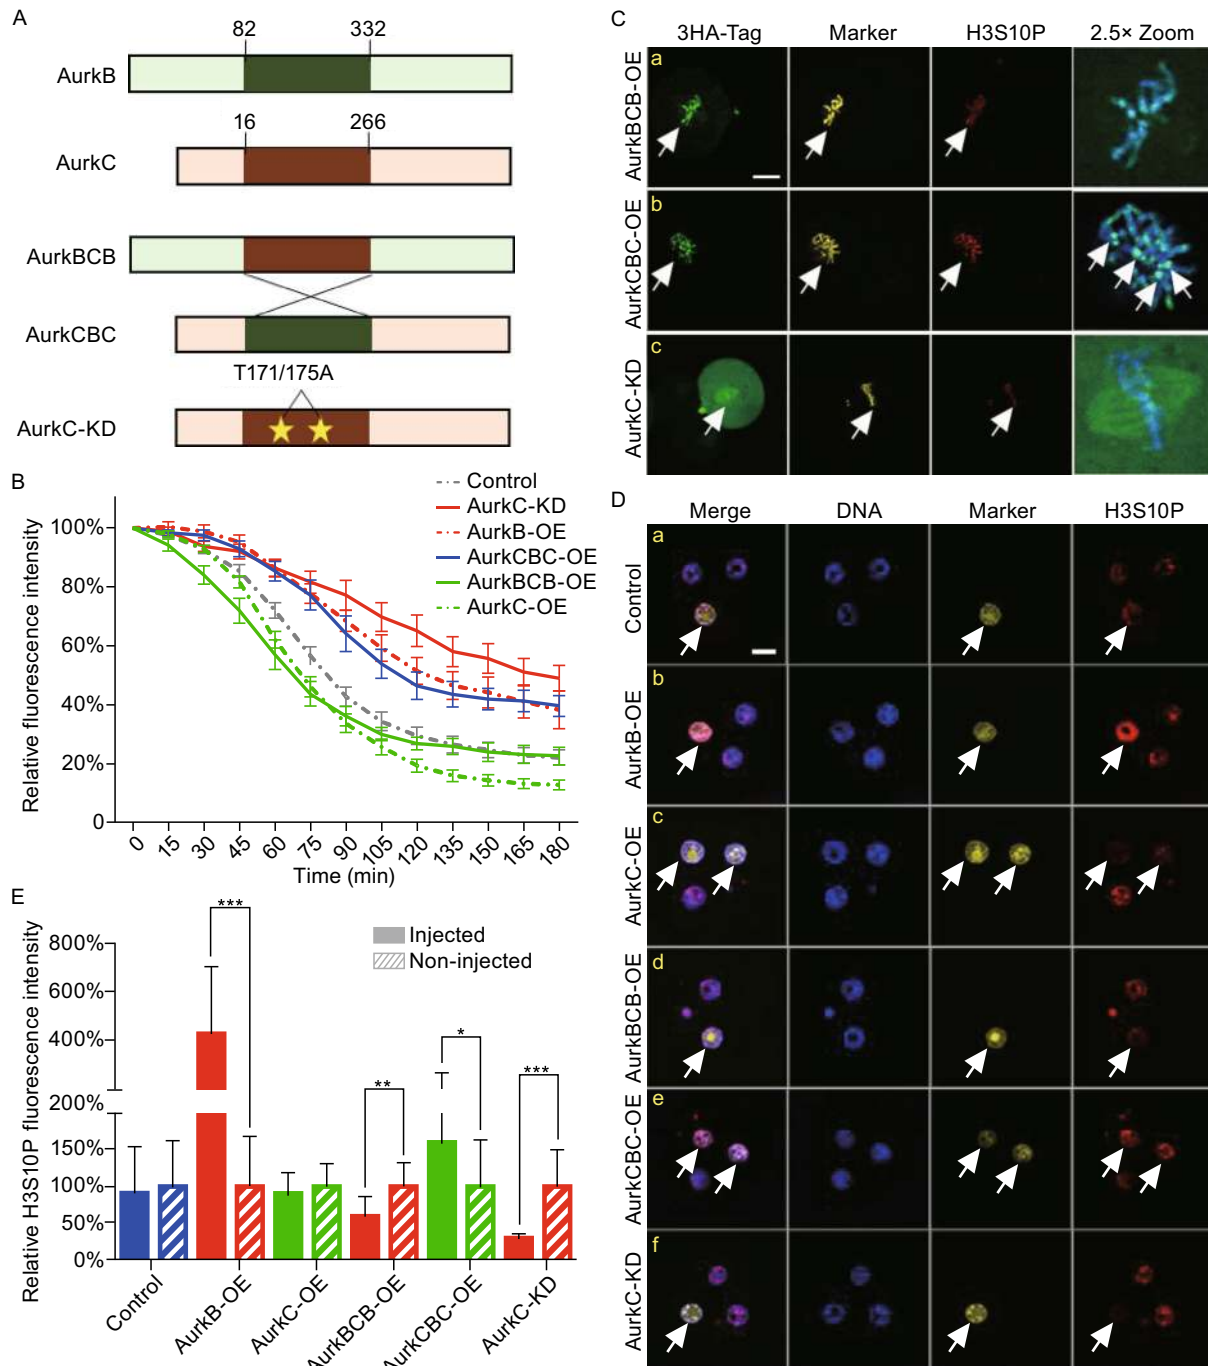 A
82 332
AurkB
16 266
AurkC
AurkBCB
AurkCBC
T171/175A
AurkC-KD
B
Control
AurkC-KD
AurkB-OE
AurkCBC-OE
AurkBCB-OE
AurkC-OE
Relative fluorescence intensity
100%
80%
60%
40%
20%
0
0 15 30 45 60 75 90 105 120 135 150 165 180
Time (min)
E
Injected
Non-injected
Relative H3S10P fluorescence intensity
800%
600%
400%
200%
150%
100%
50%
0%
***
**
*
***
Control
AurkB-OE
AurkC-OE
AurkBCB-OE
AurkCBC-OE
AurkC-KD
C
3HA-Tag Marker H3S10P 2.5× Zoom
a
AurkBCB-OE
b
AurkCBC-OE
c
AurkC-KD
D
Merge DNA Marker H3S10P
a
Control
b
AurkB-OE
c
AurkC-OE
d
AurkBCB-OE
e
AurkCBC-OE
f
AurkC-KD